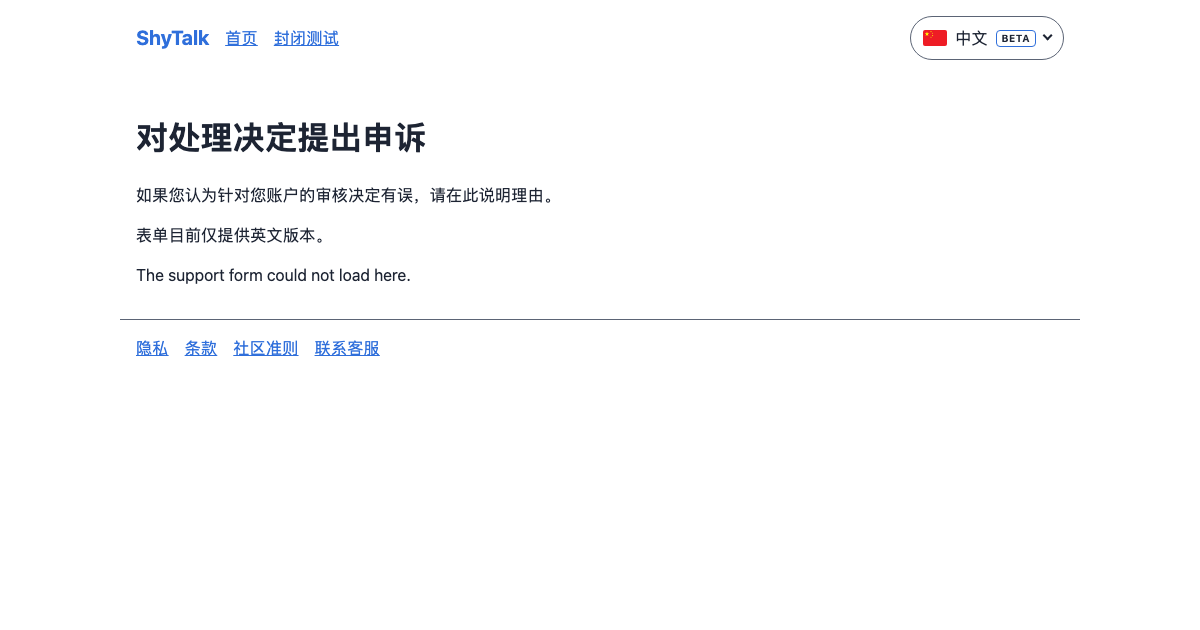 ShyTalk 首页 封闭测试 中文 BETA
对处理决定提出申诉
如果您认为针对您账户的审核决定有误，请在此说明理由。
表单目前仅提供英文版本。
The support form could not load here.
隐私 条款 社区准则 联系客服